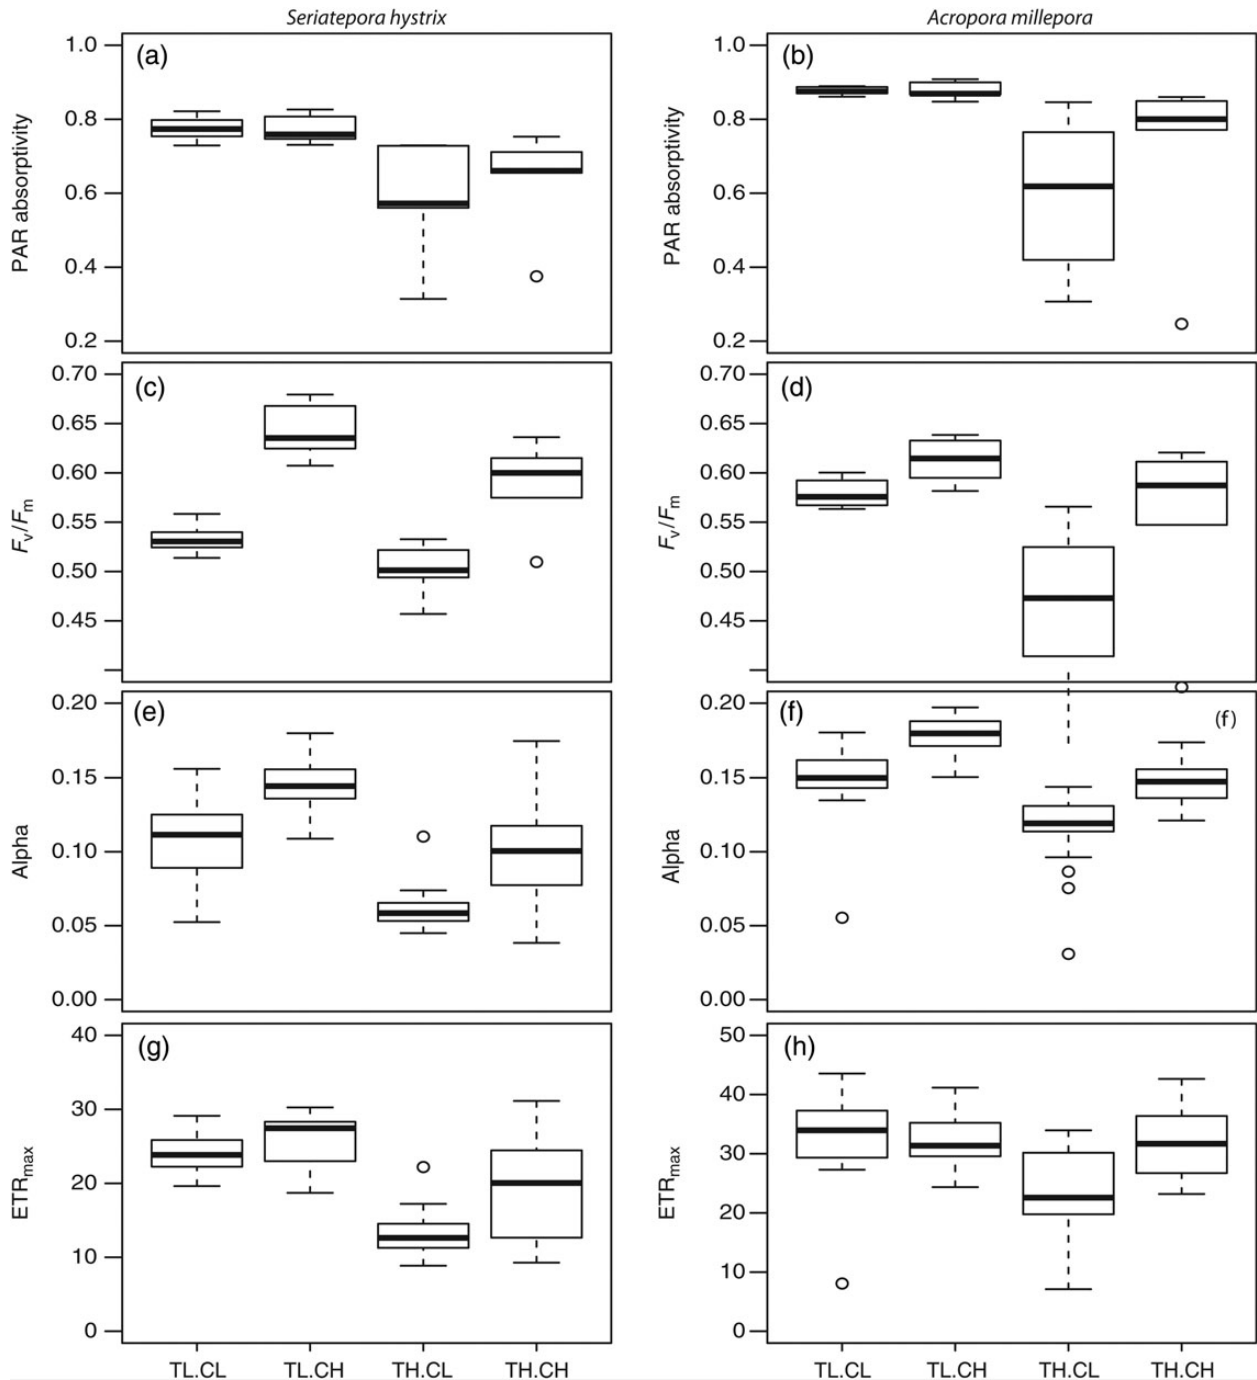 Seriatepora hystrix
Acropora millepora
(a)
1.0
0.8
0.6
0.4
0.2
PAR absorptivity
(b)
1.0
0.8
0.6
0.4
0.2
PAR absorptivity
(c)
0.70
0.65
0.60
0.55
0.50
0.45
Fv/Fm
(d)
0.70
0.65
0.60
0.55
0.50
0.45
Fv/Fm
(e)
0.20
0.15
0.10
0.05
0.00
Alpha
(f)
(f)
0.20
0.15
0.10
0.05
0.00
Alpha
(g)
40
30
20
10
0
ETRmax
(h)
50
40
30
20
10
0
ETRmax
TL.CL TL.CH TH.CL TH.CH
TL.CL TL.CH TH.CL TH.CH